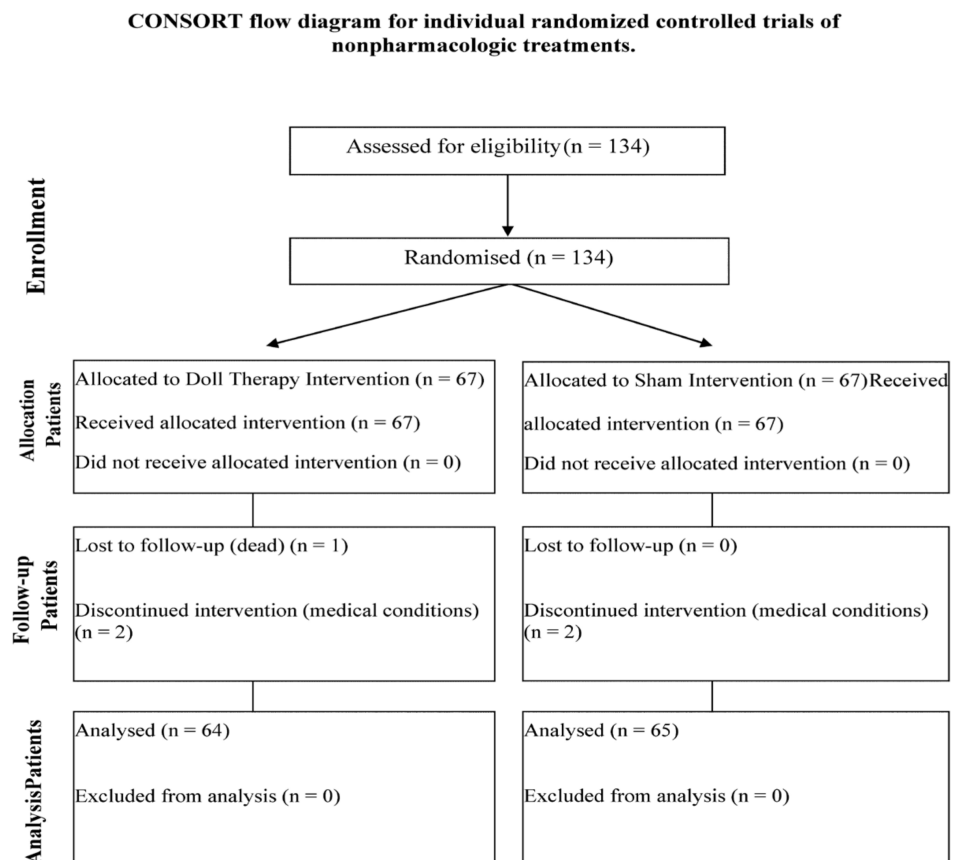 CONSORT flow diagram for individual randomized controlled trials of
nonpharmacologic treatments.
Enrollment
Assessed for eligibility (n = 134)
Randomised (n = 134)
Allocation
Patients
Allocated to Doll Therapy Intervention (n = 67)
Received allocated intervention (n = 67)
Did not receive allocated intervention (n = 0)
Allocated to Sham Intervention (n = 67)Received
allocated intervention (n = 67)
Did not receive allocated intervention (n = 0)
Follow-up
Patients
Lost to follow-up (dead) (n = 1)
Discontinued intervention (medical conditions)
(n = 2)
Lost to follow-up (n = 0)
Discontinued intervention (medical conditions)
(n = 2)
AnalysisPatients
Analysed (n = 64)
Excluded from analysis (n = 0)
Analysed (n = 65)
Excluded from analysis (n = 0)